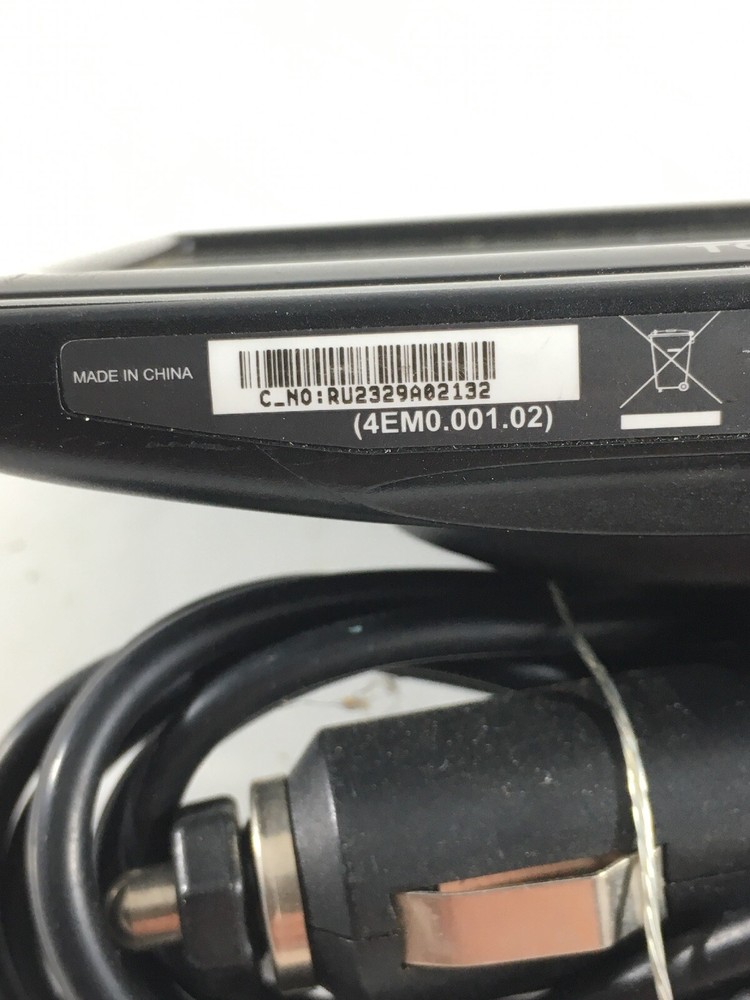 MADE IN CHINA
C_NO:RU2329A02132
(4EM0.001.02)